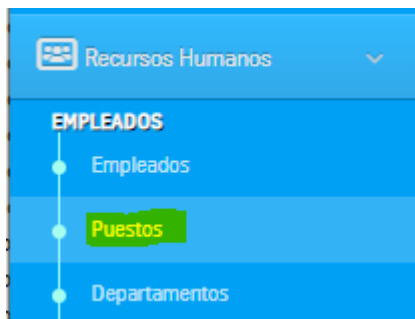 Recursos Humanos
EMPLEADOS
Empleados
Puestos
Departamentos